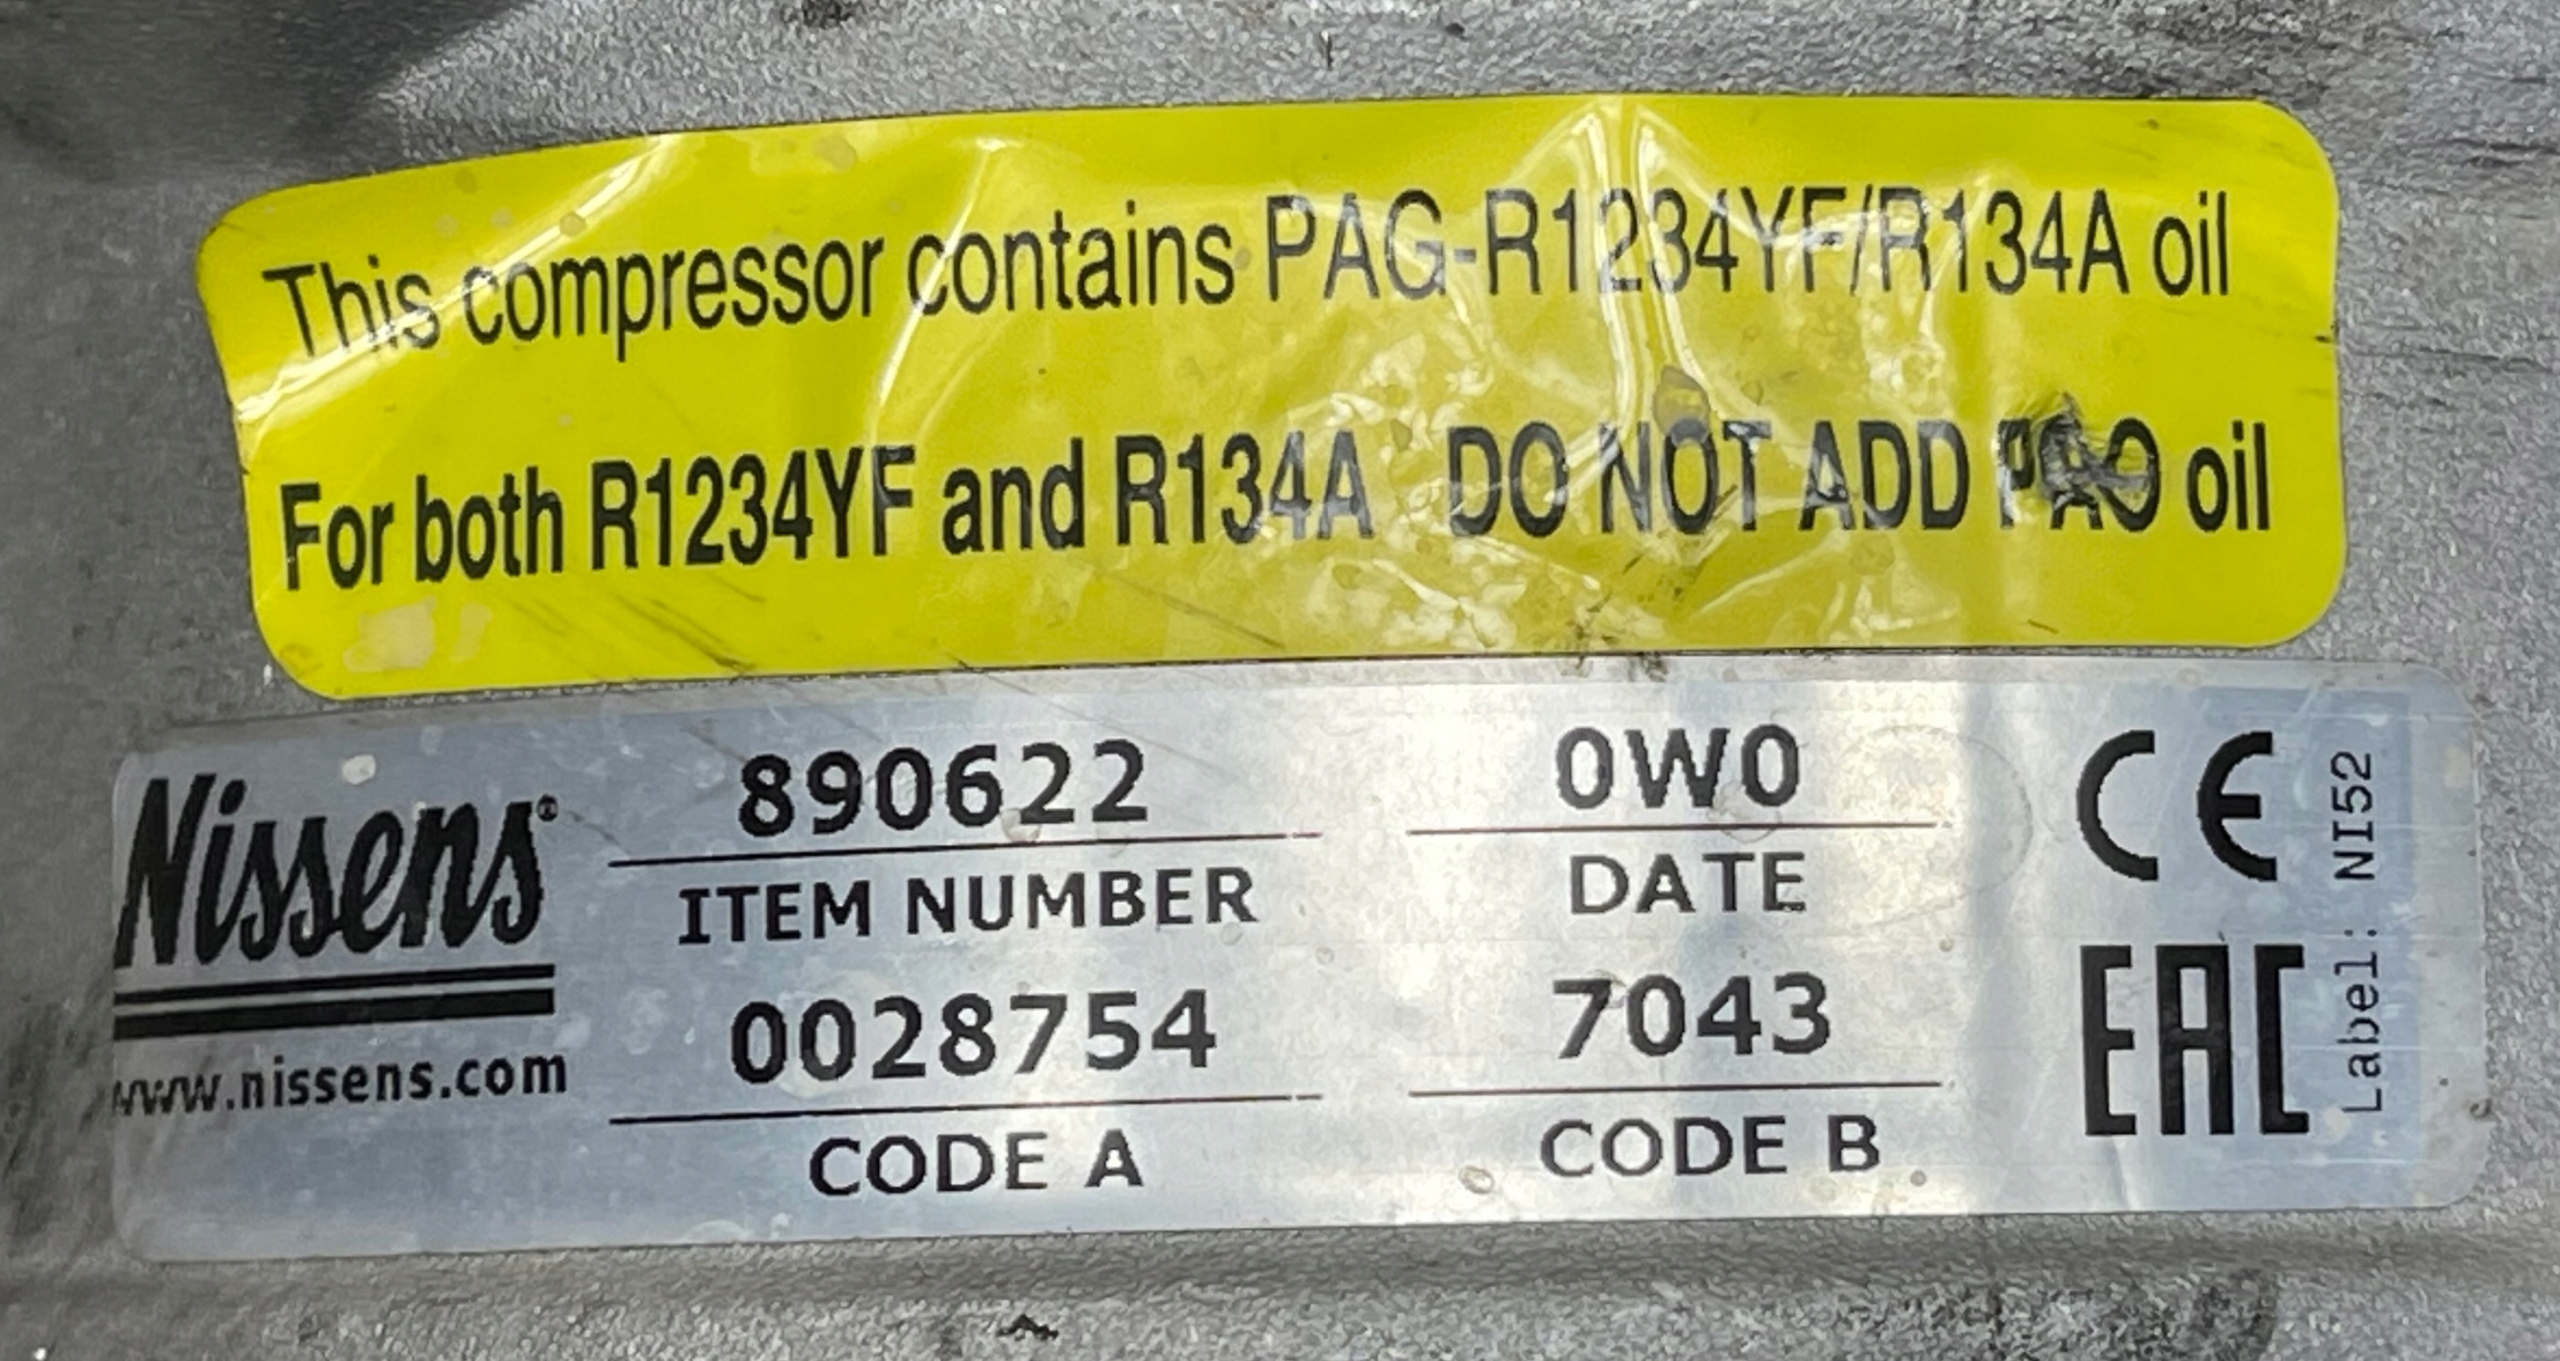 This compressor contains PAG-R1234YF/R134A oil
For both R1234YF and R134A DO NOT ADD PAO oil
Nissens®
www.nissens.com
890622
ITEM NUMBER
0028754
CODE A
0W0
DATE
7043
CODE B
CE
EAC
Label: NI52